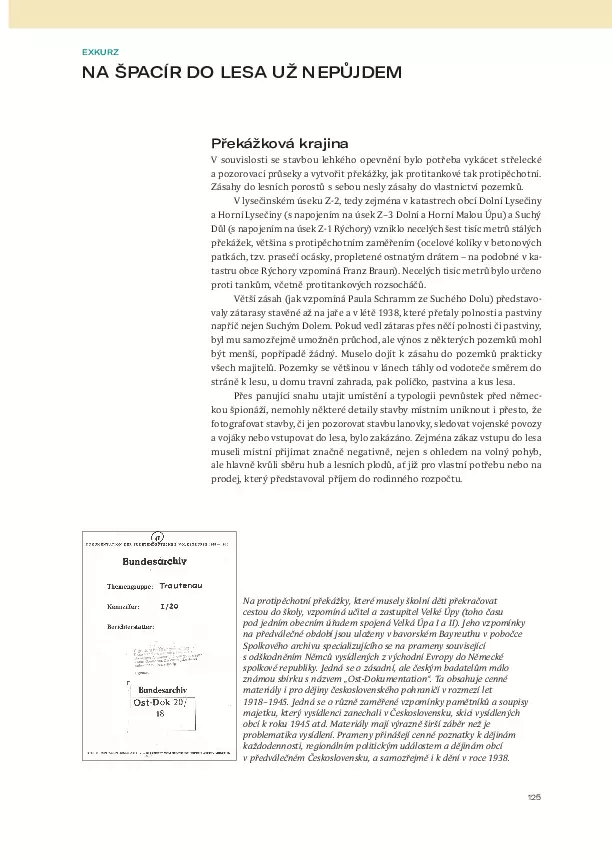 EXKURZ
NA ŠPACÍR DO LESA UŽ NEPŮJDEM
Překážková krajina
V souvislosti se stavbou lehkého opevnění bylo potřeba vykácet střelecké
a pozorovací průseky a vytvořit překážky, jak protitankové tak protipěchotní.
Zásahy do lesních porostů s sebou nesly zásahy do vlastnictví pozemků.
V lysečinském úseku Z-2, tedy zejména v katastrech obcí Dolní Lysečiny
a Horní Lysečiny (s napojením na úsek Z–3 Dolní a Horní Malou Úpu) a Suchý
Důl (s napojením na úsek Z-1 Rýchory) vzniklo necelých šest tisíc metrů stálých
překážek, většina s protipěchotním zaměřením (ocelové kolíky v betonových
patkách, tzv. prasečí ocásky, propletené ostnatým drátem – na podobné v ka-
tastru obce Rýchory vzpomíná Franz Braun). Necelých tisíc metrů bylo určeno
proti tankům, včetně protitankových rozsocháčů.
Větší zásah (jak vzpomíná Paula Schramm ze Suchého Dolu) představo-
valy zátarasy stavěné až na jaře a v létě 1938, které přeťaly polnosti a pastviny
napříč nejen Suchým Dolem. Pokud vedl zátaras přes něčí polnosti či pastviny,
byl mu samozřejmě umožněn průchod, ale výnos z některých pozemků mohl
být menší, popřípadě žádný. Muselo dojít k zásahu do pozemků prakticky
všech majitelů. Pozemky se většinou v lánech táhly od vodoteče směrem do
stráně k lesu, u domu travní zahrada, pak políčko, pastvina a kus lesa.
Přes panující snahu utajit umístění a typologii pevnůstek před němec-
kou špionáží, nemohly některé detaily stavby místním uniknout i přesto, že
fotografovat stavby, či jen pozorovat stavbu lanovky, sledovat vojenské povozy
a vojáky nebo vstupovat do lesa, bylo zakázáno. Zejména zákaz vstupu do lesa
museli místní přijímat značně negativně, nejen s ohledem na volný pohyb,
ale hlavně kvůli sběru hub a lesních plodů, ať již pro vlastní potřebu nebo na
prodej, který představoval příjem do rodinného rozpočtu.
Bundesarchiv
Themengruppe: Trautenau
Kennziffer: I/20
Berichterstatter:
Bundesarchiv
Ost-Dok 20/
18
Na protipěchotní překážky, které musely školní děti překračovat
cestou do školy, vzpomíná učitel a zastupitel Velké Úpy (toho času
pod jedním obecním úřadem spojená Velká Úpa I a II). Jeho vzpomínky
na předválečné období jsou uloženy v bavorském Bayreuthu v pobočce
Spolkového archivu specializujícího se na prameny související
s odškodněním Němců vysídlených z východní Evropy do Německé
spolkové republiky. Jedná se o zásadní, ale českým badatelům málo
známou sbírku s názvem „Ost-Dokumentation“. Ta obsahuje cenné
materiály i pro dějiny československého pohraničí v rozmezí let
1918–1945. Jedná se o různě zaměřené vzpomínky pamětníků a soupisy
majetku, který vysídlenci zanechali v Československu, skici vysídlených
obcí k roku 1945 atd. Materiály mají výrazně širší záběr než je
problematika vysídlení. Prameny přinášejí cenné poznatky k dějinám
každodennosti, regionálním politickým událostem a dějinám obcí
v předválečném Československu, a samozřejmě i k dění v roce 1938.
125